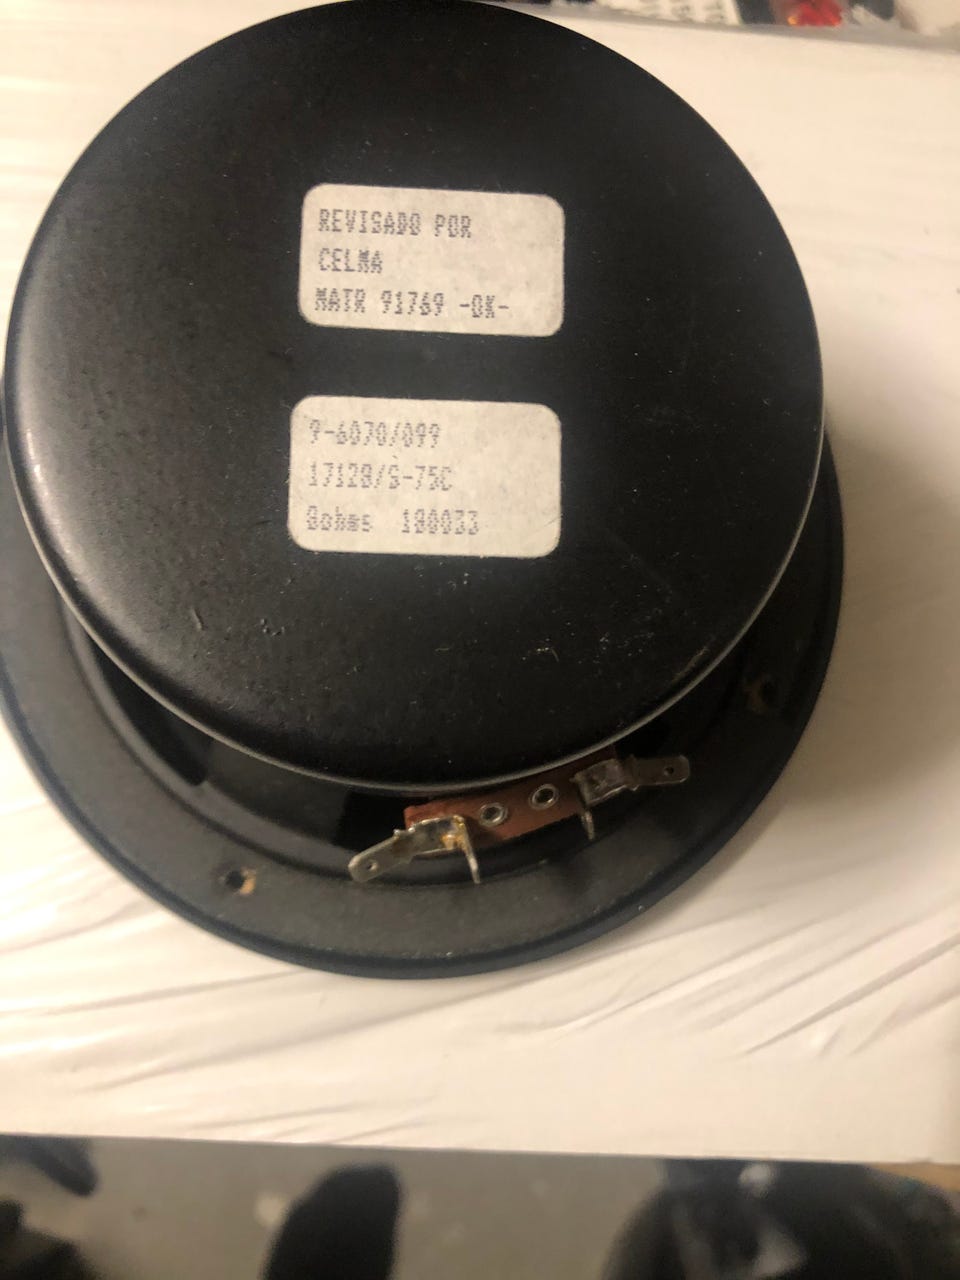 REVISADO POR
CELMA
MATR 91769 -OK-
9-6070/099
17128/S-75C
8ohms 180033